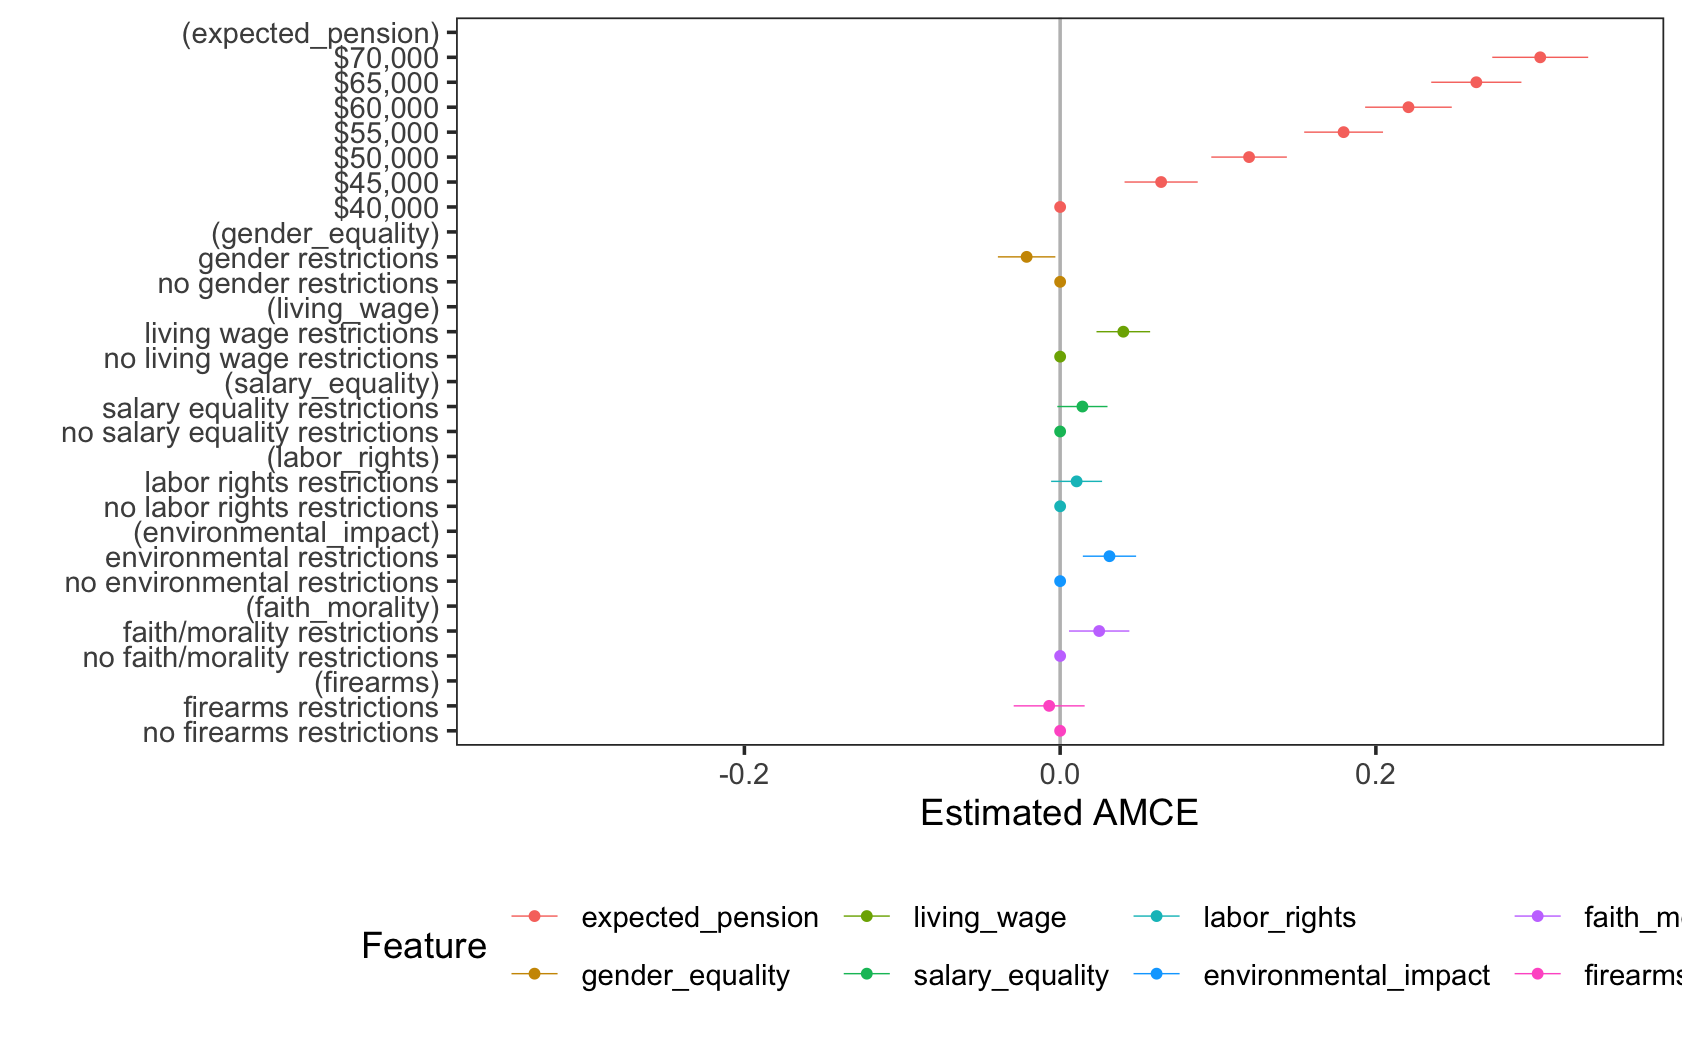 (expected_pension)
$70,000
$65,000
$60,000
$55,000
$50,000
$45,000
$40,000
(gender_equality)
gender restrictions
no gender restrictions
(living_wage)
living wage restrictions
no living wage restrictions
(salary_equality)
salary equality restrictions
no salary equality restrictions
(labor_rights)
labor rights restrictions
no labor rights restrictions
(environmental_impact)
environmental restrictions
no environmental restrictions
(faith_morality)
faith/morality restrictions
no faith/morality restrictions
(firearms)
firearms restrictions
no firearms restrictions
-0.2 0.0 0.2
Estimated AMCE
Feature
expected_pension living_wage labor_rights faith_m
gender_equality salary_equality environmental_impact firearms